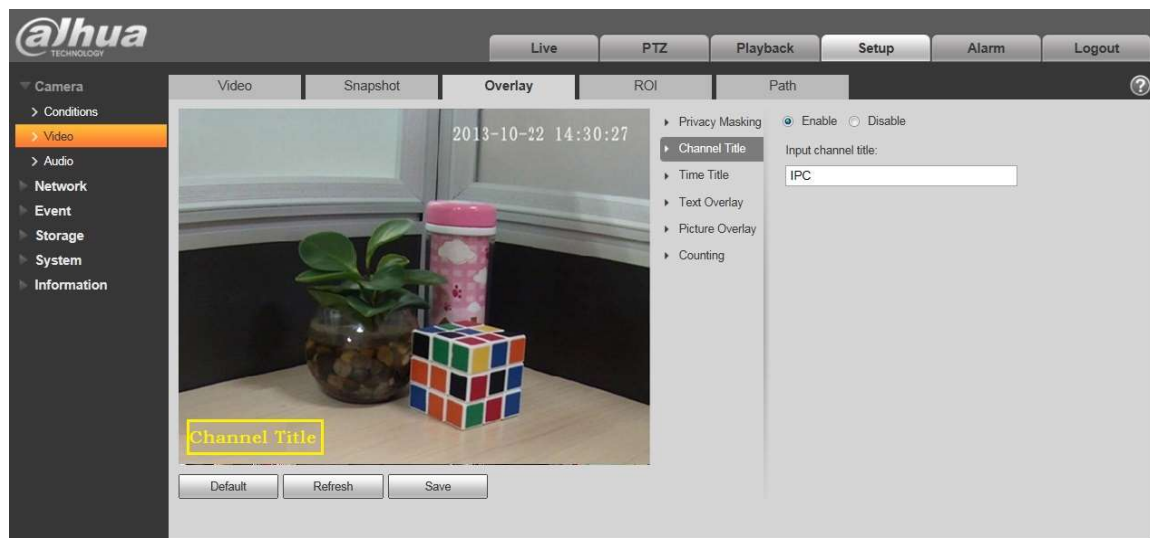 alhua
TECHNOLOGY
Live
PTZ
Playback
Setup
Alarm
Logout
Camera
Conditions
Video
Audio
Network
Event
Storage
System
Information
Video
Snapshot
Overlay
ROI
Path
?
2013-10-22 14:30:27
Channel Title
Default
Refresh
Save
Privacy Masking
Channel Title
Time Title
Text Overlay
Picture Overlay
Counting
Enable
Disable
Input channel title:
IPC